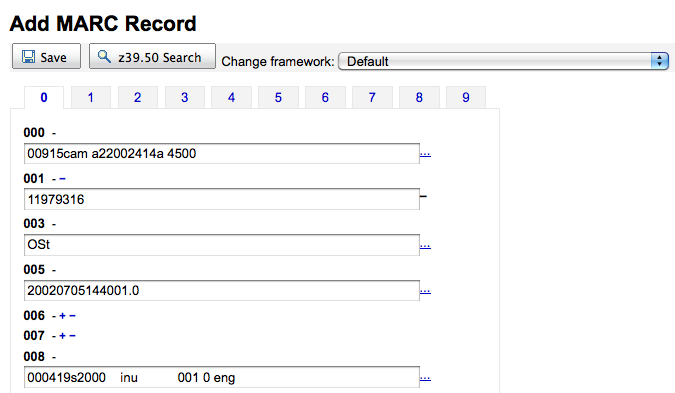 Add MARC Record
Save z39.50 Search Change framework: Default
0 1 2 3 4 5 6 7 8 9
000 -
00915cam a22002414a 4500 ...
001 - −
11979316 −
003 -
OSt ...
005 -
20020705144001.0 ...
006 - + −
007 - + −
008 -
000419s2000    inu           001 0 eng ...